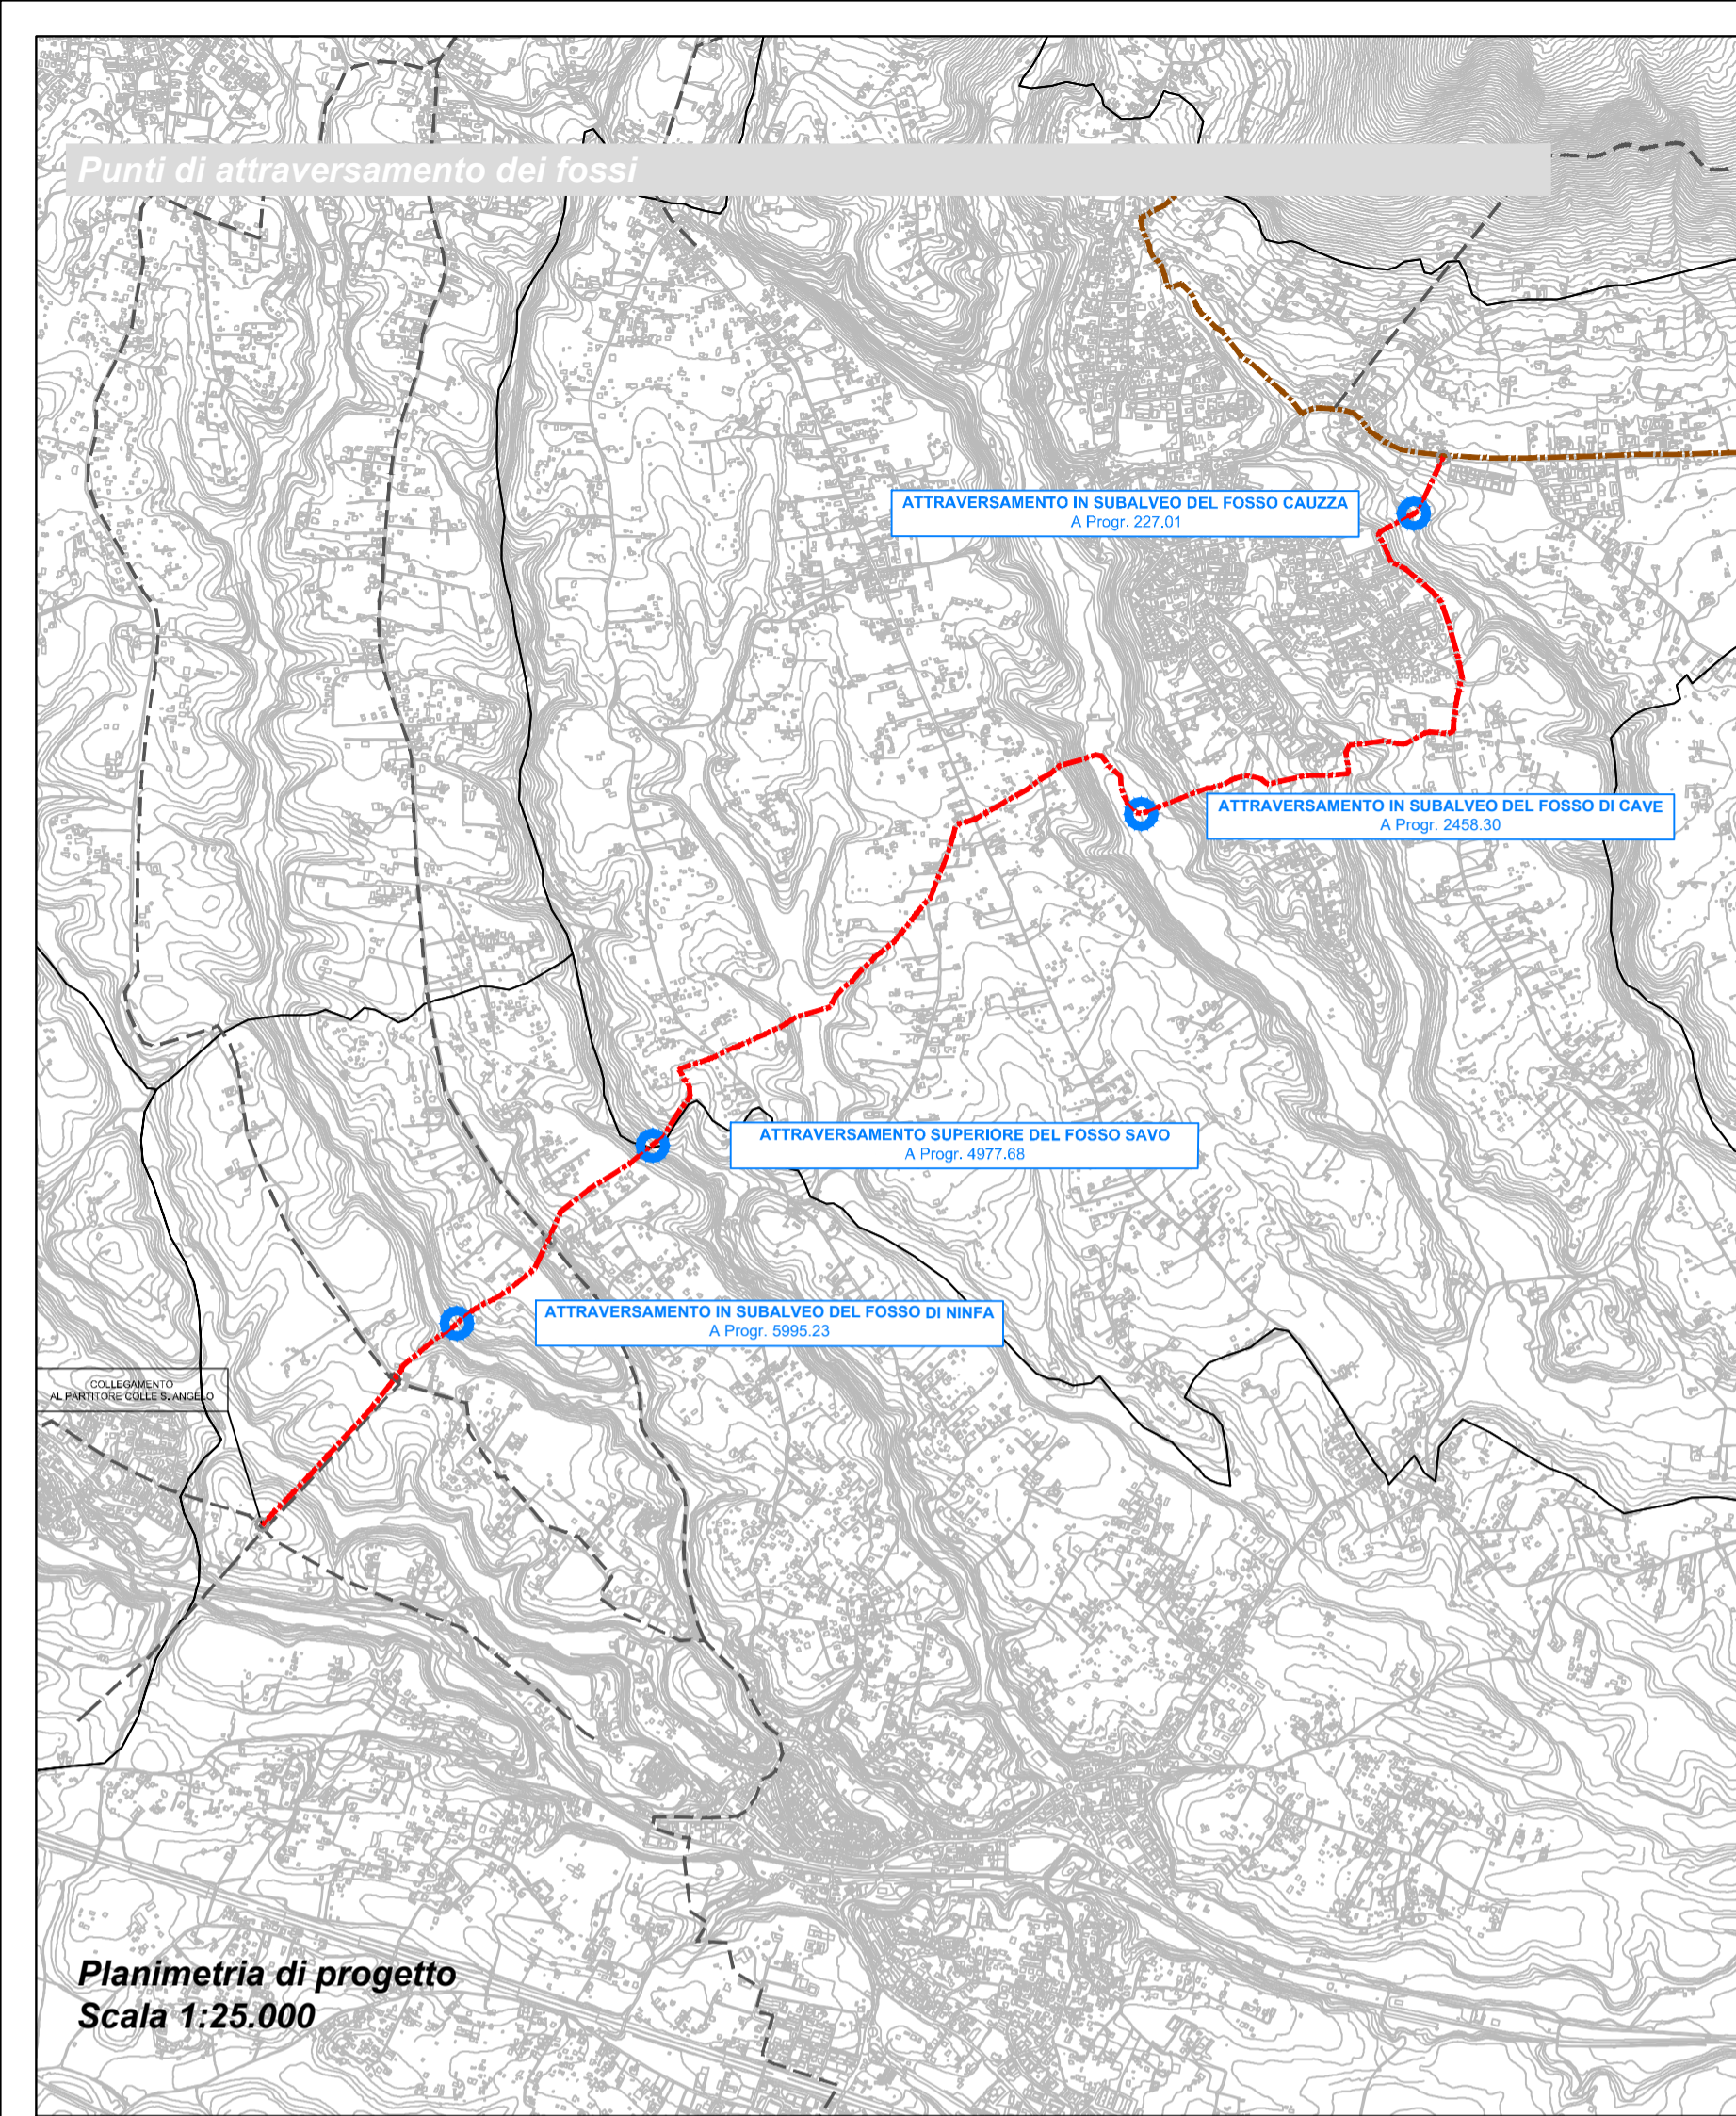 Punti di attraversamento dei fossi
ATTRAVERSAMENTO IN SUBALVEO DEL FOSSO CAUZZA
A Progr. 227.01
ATTRAVERSAMENTO IN SUBALVEO DEL FOSSO DI CAVE
A Progr. 2458.30
ATTRAVERSAMENTO SUPERIORE DEL FOSSO SAVO
A Progr. 4977.68
ATTRAVERSAMENTO IN SUBALVEO DEL FOSSO DI NINFA
A Progr. 5995.23
COLLEGAMENTO
AL PARTITORE COLLE S. ANGELO
Planimetria di progetto
Scala 1:25.000